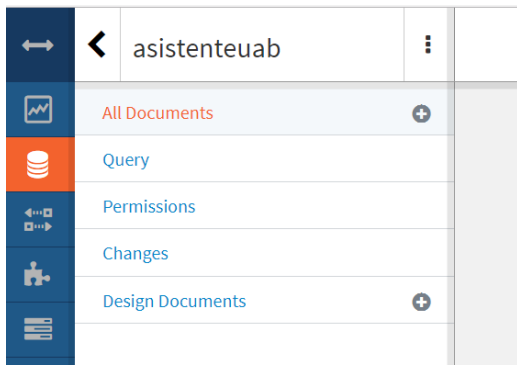 asistenteuab
All Documents
Query
Permissions
Changes
Design Documents